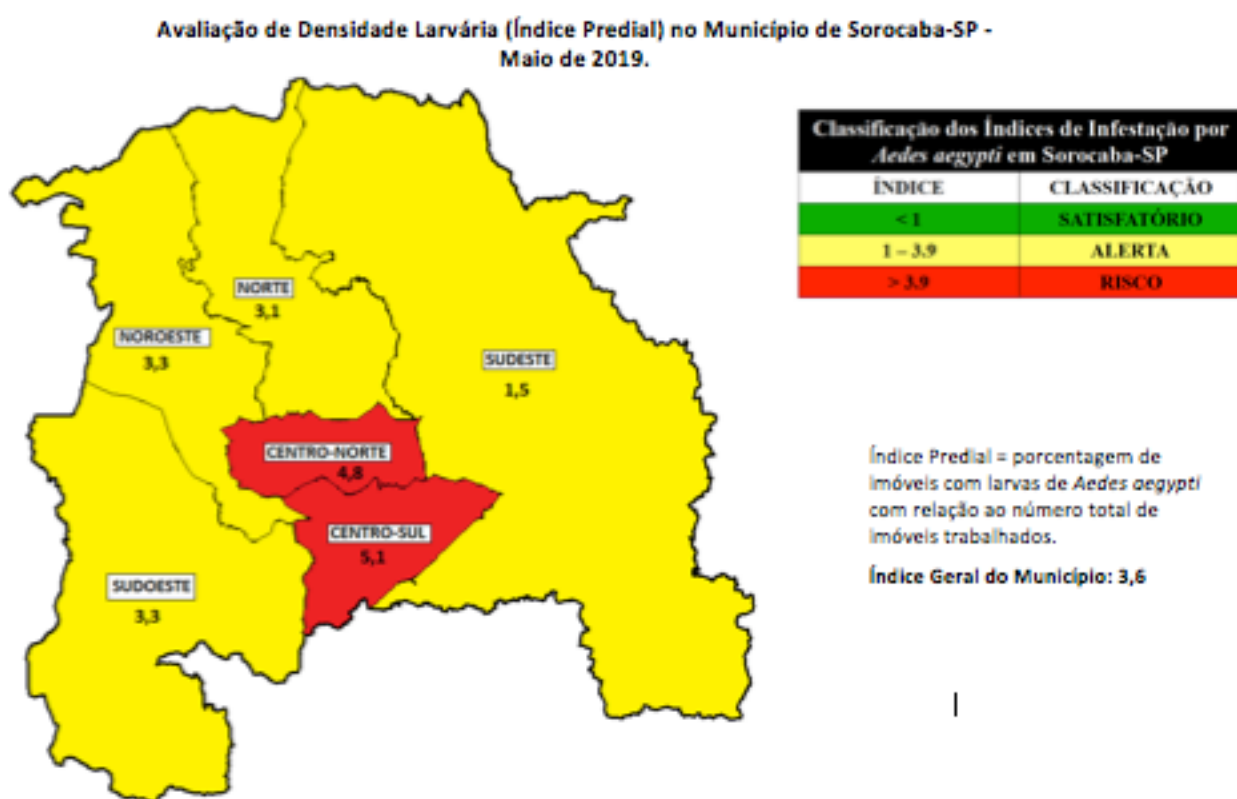 Avaliação de Densidade Larvária (Índice Predial) no Município de Sorocaba-SP -
Maio de 2019.
Classificação dos Índices de Infestação por
Aedes aegypti em Sorocaba-SP
ÍNDICE CLASSIFICAÇÃO
< 1 SATISFATÓRIO
1 – 3.9 ALERTA
> 3.9 RISCO
NORTE
3,1
NOROESTE
3,3
SUDESTE
1,5
CENTRO-NORTE
4,8
CENTRO-SUL
5,1
SUDOESTE
3,3
Índice Predial = porcentagem de
imóveis com larvas de Aedes aegypti
com relação ao número total de
imóveis trabalhados.
Índice Geral do Município: 3,6